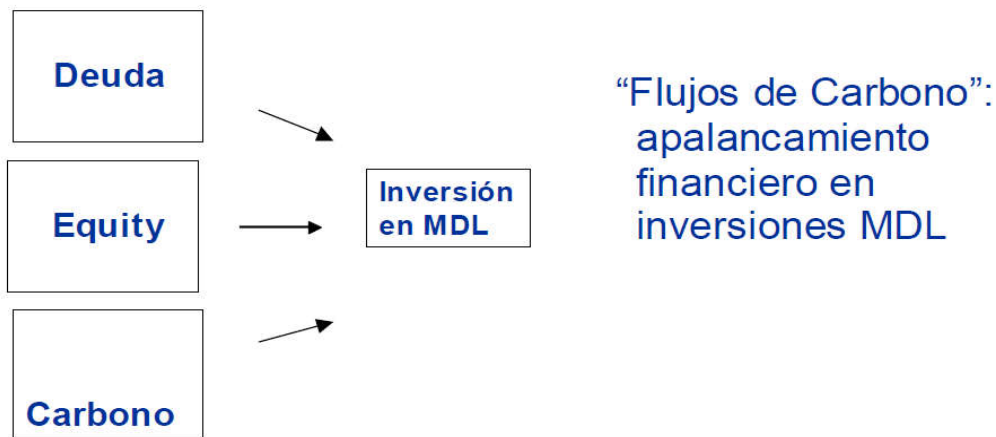 Deuda
Equity
Carbono
Inversión
en MDL
“Flujos de Carbono”:
apalancamiento
financiero en
inversiones MDL